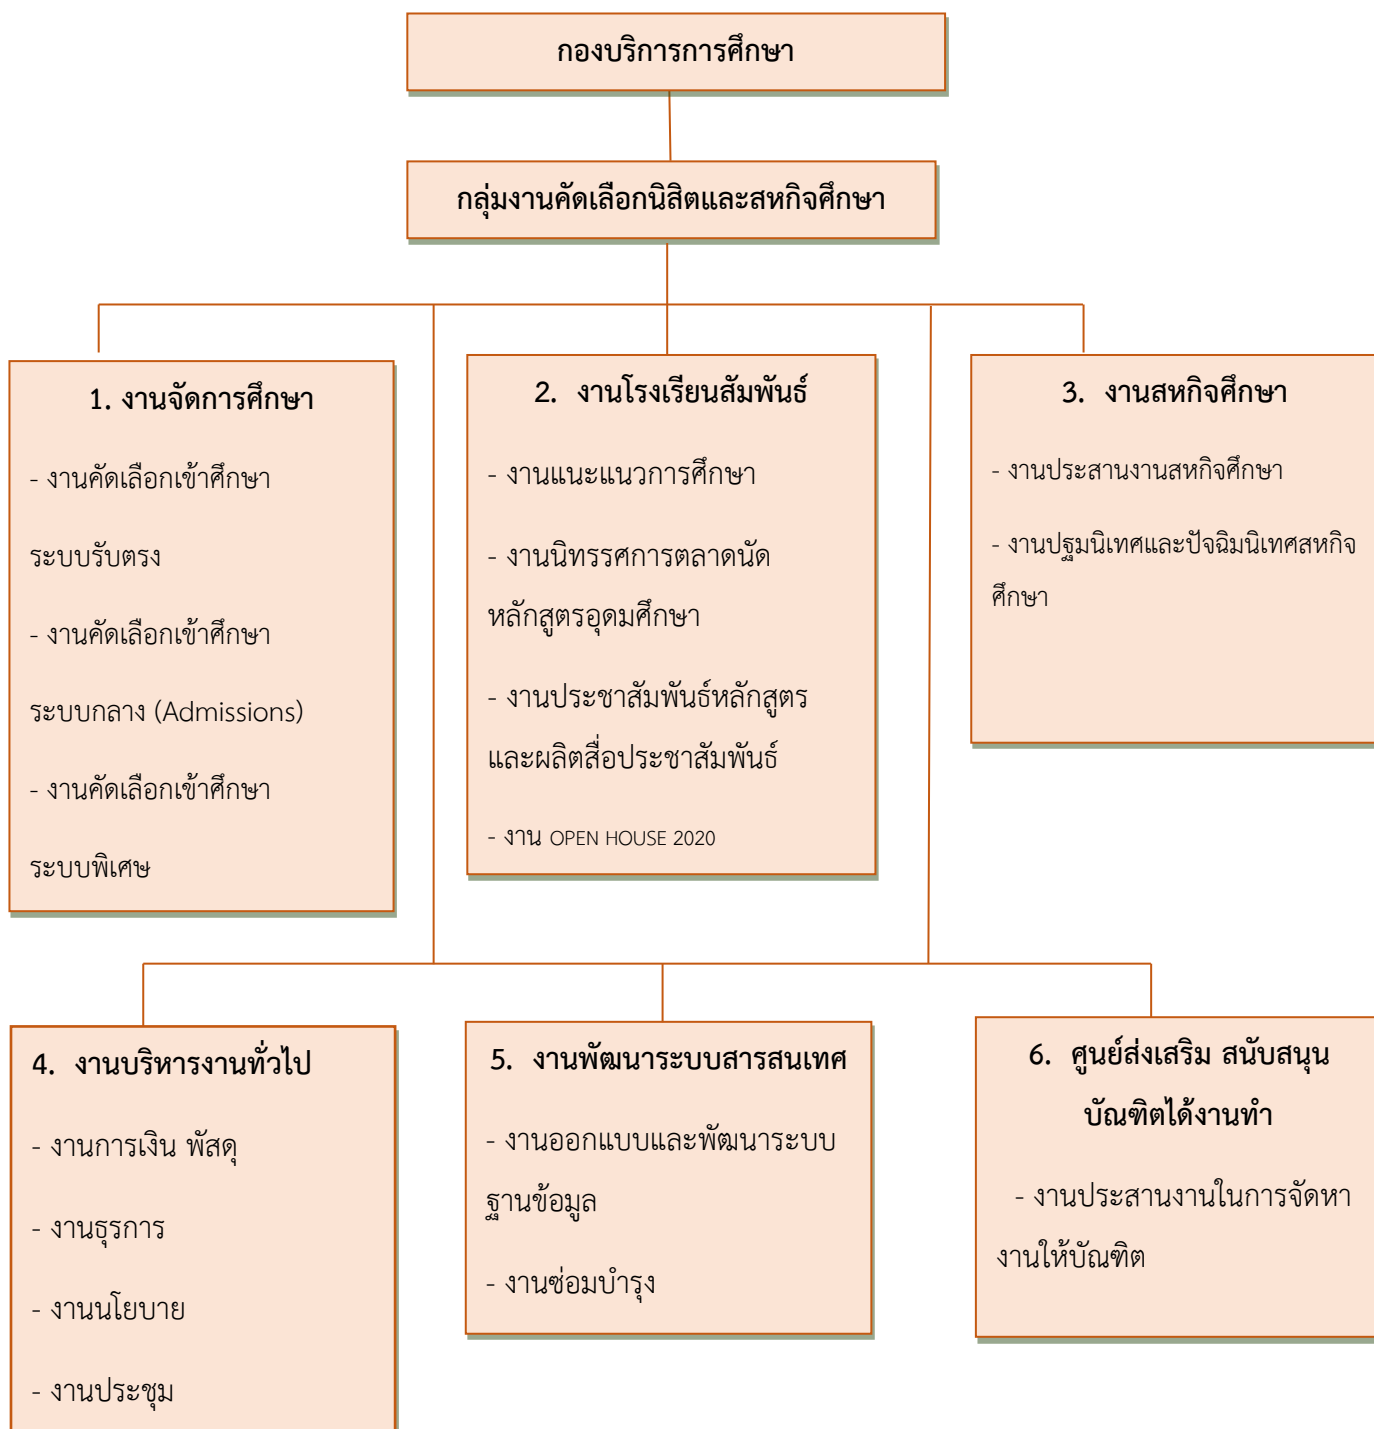 กองบริการการศึกษา
กลุ่มงานคัดเลือกนิสิตและสหกิจศึกษา
1. งานจัดการศึกษา
- งานคัดเลือกเข้าศึกษา
ระบบรับตรง
- งานคัดเลือกเข้าศึกษา
ระบบกลาง (Admissions)
- งานคัดเลือกเข้าศึกษา
ระบบพิเศษ
2. งานโรงเรียนสัมพันธ์
- งานแนะแนวการศึกษา
- งานนิทรรศการตลาดนัด
หลักสูตรอุดมศึกษา
- งานประชาสัมพันธ์หลักสูตร
และผลิตสื่อประชาสัมพันธ์
- งาน OPEN HOUSE 2020
3. งานสหกิจศึกษา
- งานประสานงานสหกิจศึกษา
- งานปฐมนิเทศและปัจฉิมนิเทศสหกิจ
ศึกษา
4. งานบริหารงานทั่วไป
- งานการเงิน พัสดุ
- งานธุรการ
- งานนโยบาย
- งานประชุม
5. งานพัฒนาระบบสารสนเทศ
- งานออกแบบและพัฒนาระบบ
ฐานข้อมูล
- งานซ่อมบำรุง
6. ศูนย์ส่งเสริม สนับสนุน
บัณฑิตได้งานทำ
- งานประสานงานในการจัดหา
งานให้บัณฑิต